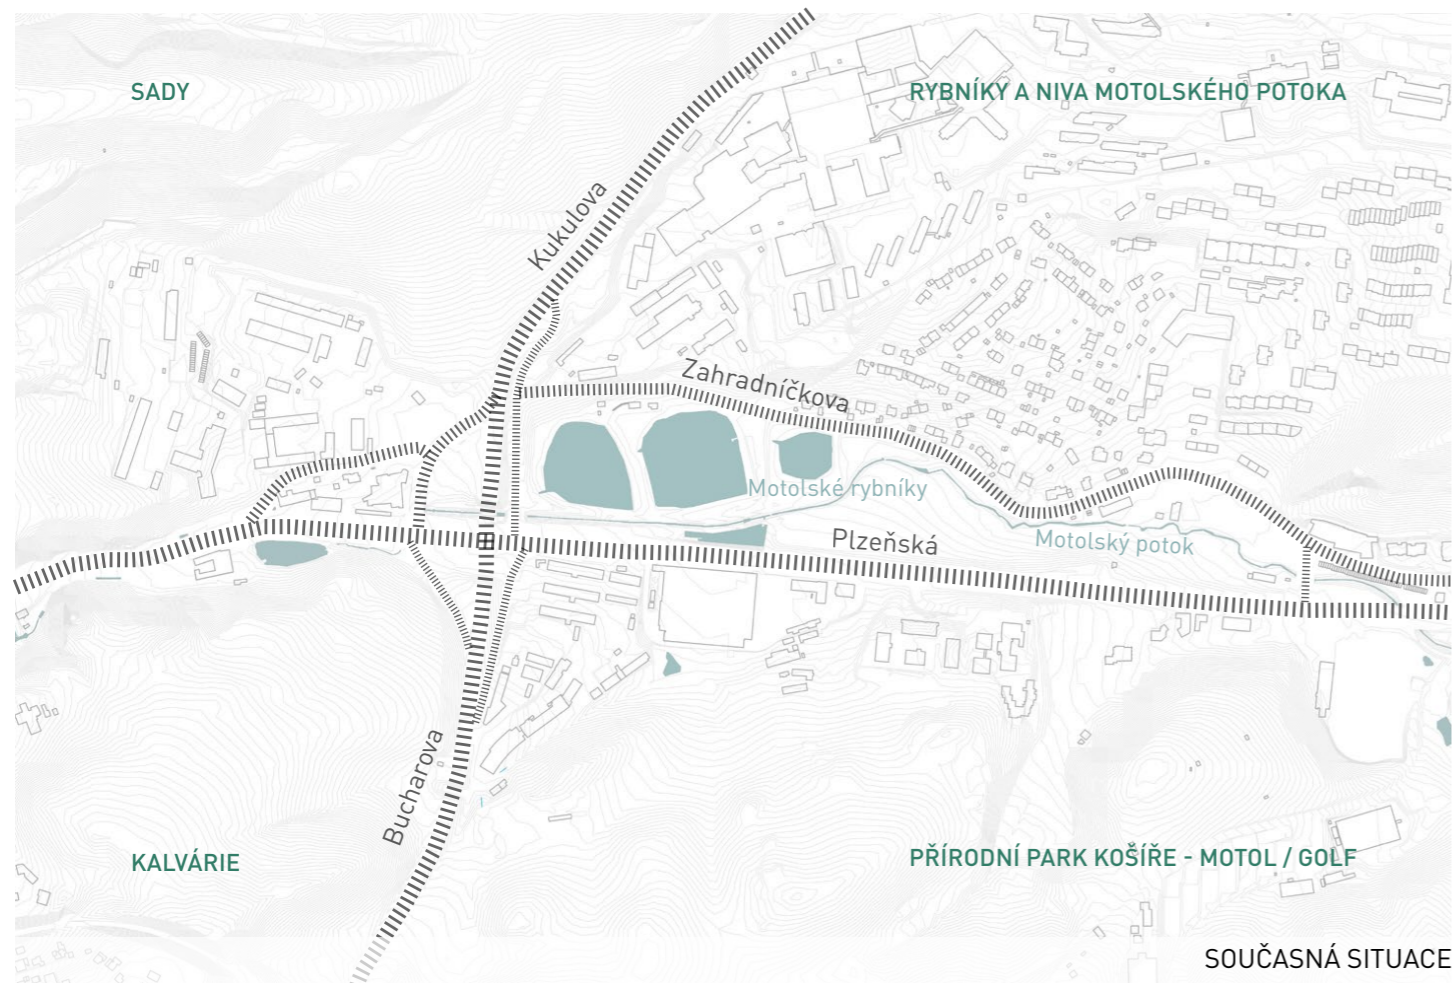 SADY
RYBNÍKY A NIVA MOTOLSKÉHO POTOKA
Kukulova
Zahradníčkova
Motolské rybníky
Plzeňská
Motolský potok
Bucharova
KALVÁRIE
PŘÍRODNÍ PARK KOŠÍŘE - MOTOL / GOLF
SOUČASNÁ SITUACE